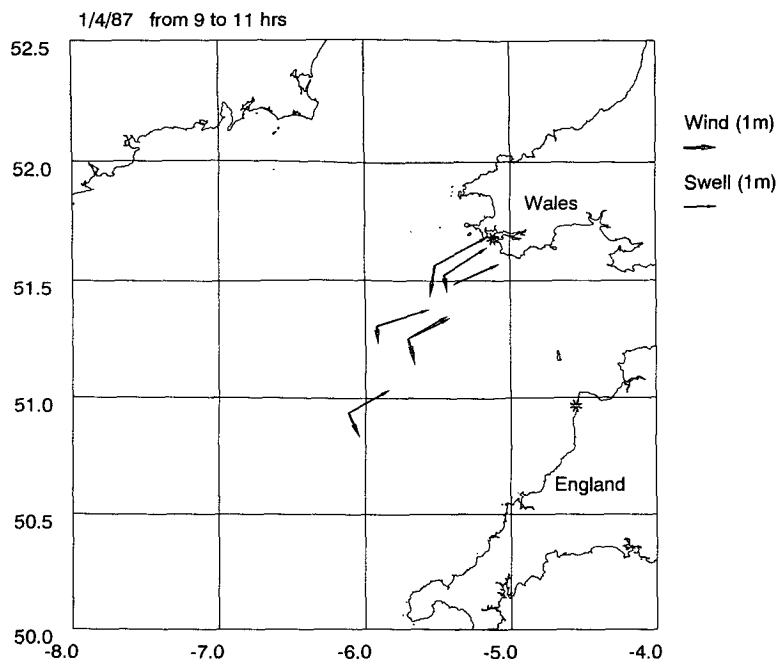 1/4/87 from 9 to 11 hrs
52.5
Wind (1m)
52.0
Swell (1m)
Wales
51.5
51.0
England
50.5
50.0
-8.0 -7.0 -6.0 -5.0 -4.0